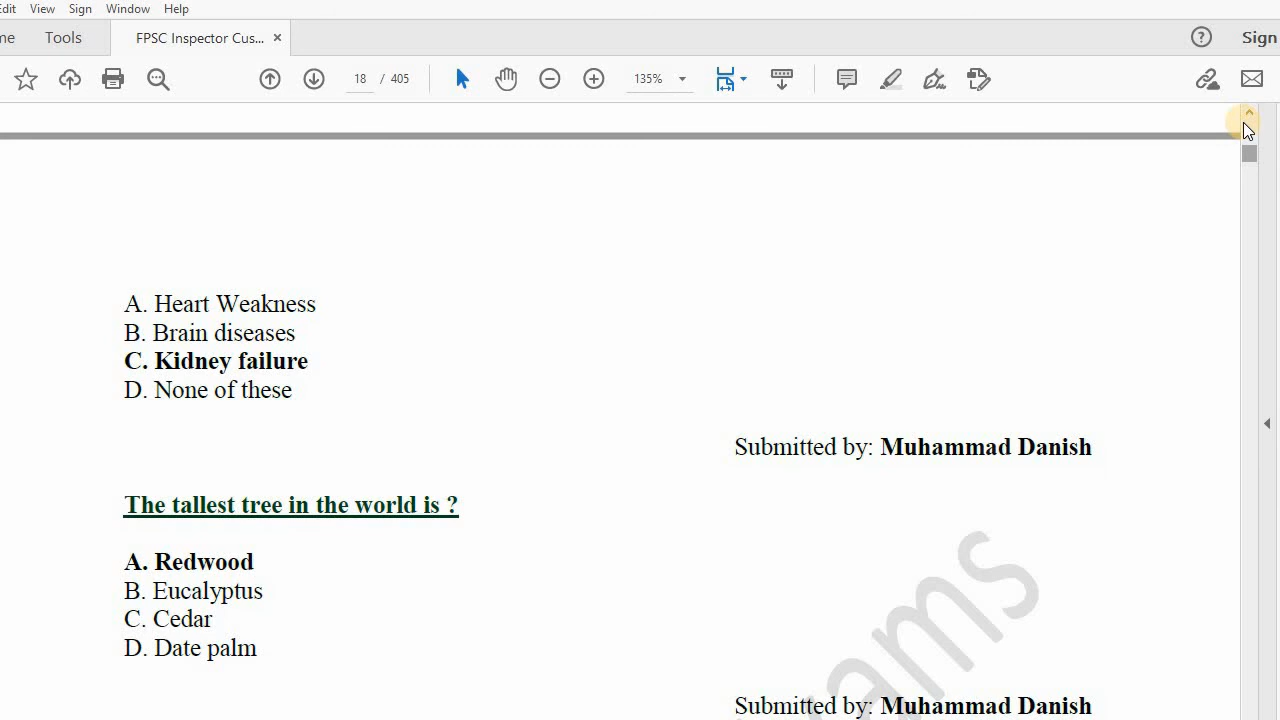 Edit View Sign Window Help
me Tools FPSC Inspector Cus... × ? Sign
18 / 405 135%
A. Heart Weakness
B. Brain diseases
C. Kidney failure
D. None of these
Submitted by: Muhammad Danish
The tallest tree in the world is ?
A. Redwood
B. Eucalyptus
C. Cedar
D. Date palm
ams
Submitted by: Muhammad Danish